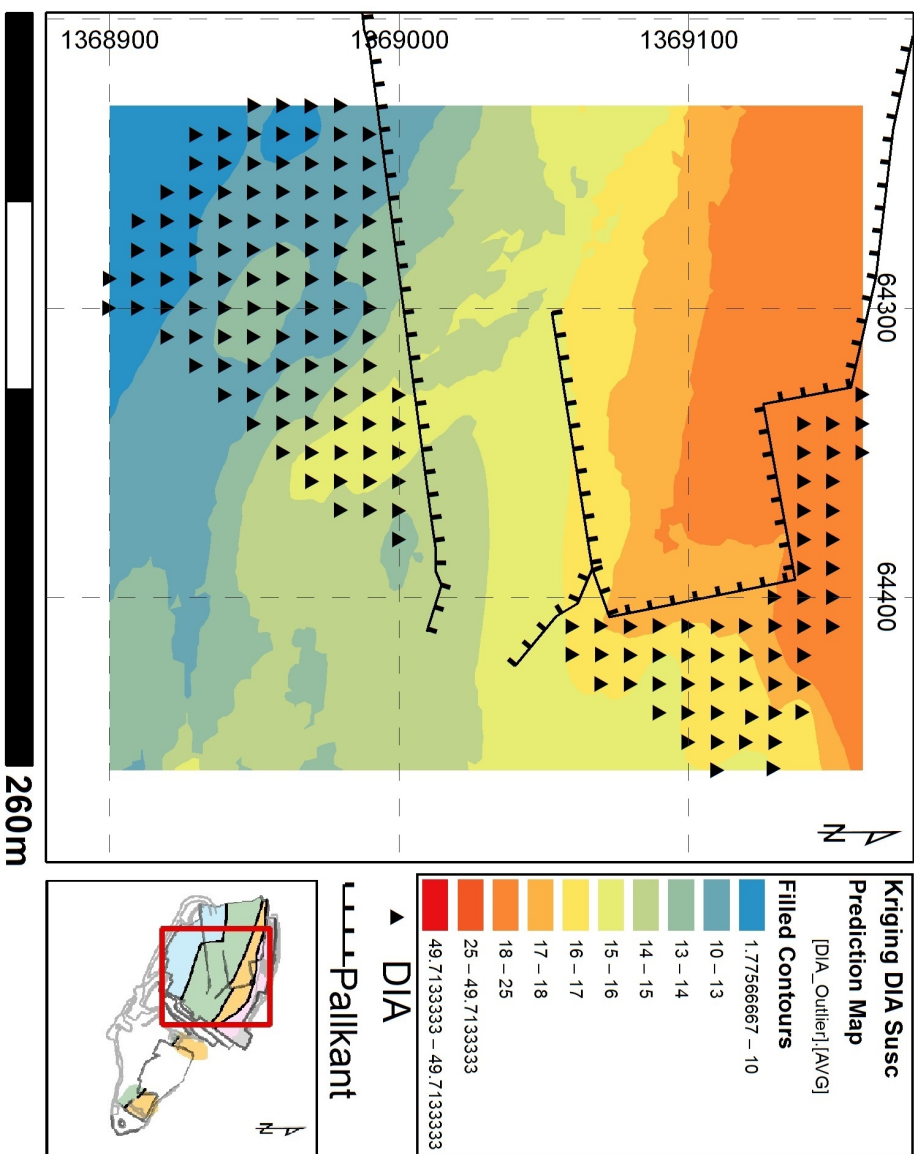 1368900
1369000
1369100
64300
64400
N
260m
Kriging DIA Susc
Prediction Map
[DIA_Outlier].[AVG]
Filled Contours
1.77566667 – 10
10 – 13
13 – 14
14 – 15
15 – 16
16 – 17
17 – 18
18 – 25
25 – 49.7133333
49.7133333 – 49.7133333
DIA
Pallkant
N